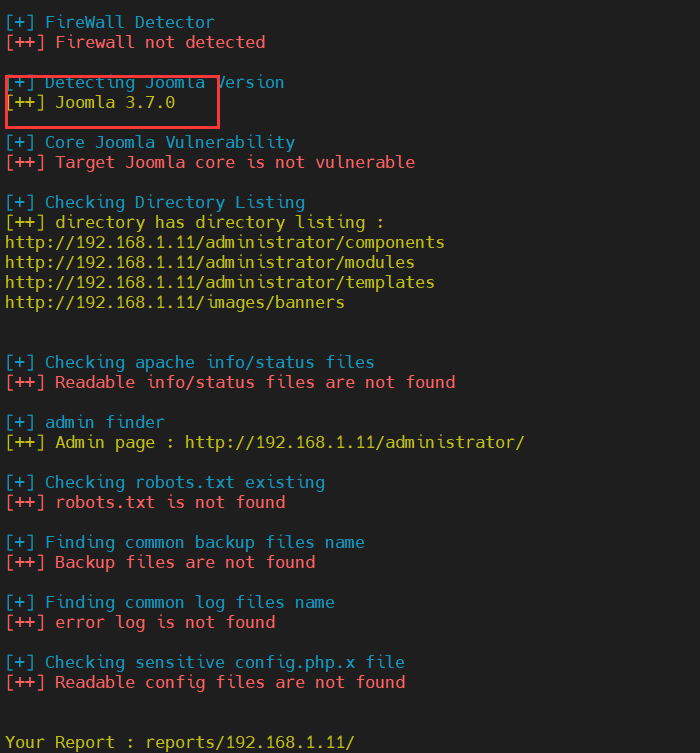 [+] FireWall Detector
[++] Firewall not detected
[+] Detecting Joomla Version
[++] Joomla 3.7.0
[+] Core Joomla Vulnerability
[++] Target Joomla core is not vulnerable
[+] Checking Directory Listing
[++] directory has directory listing :
http://192.168.1.11/administrator/components
http://192.168.1.11/administrator/modules
http://192.168.1.11/administrator/templates
http://192.168.1.11/images/banners
[+] Checking apache info/status files
[++] Readable info/status files are not found
[+] admin finder
[++] Admin page : http://192.168.1.11/administrator/
[+] Checking robots.txt existing
[++] robots.txt is not found
[+] Finding common backup files name
[++] Backup files are not found
[+] Finding common log files name
[++] error log is not found
[+] Checking sensitive config.php.x file
[++] Readable config files are not found
Your Report : reports/192.168.1.11/